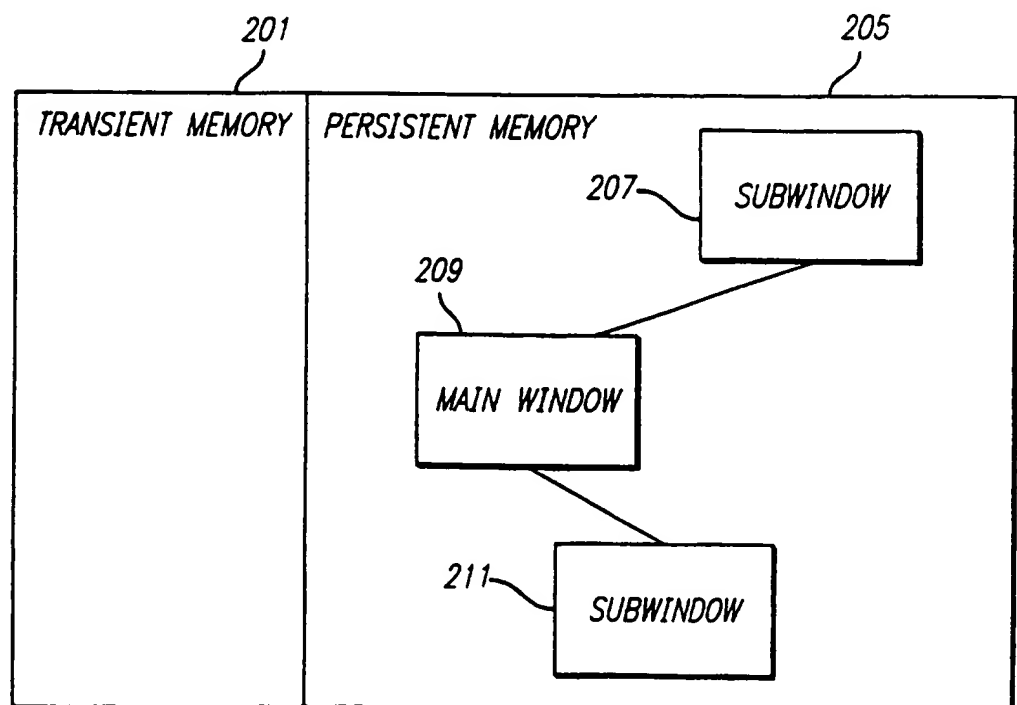 201
205
TRANSIENT MEMORY
PERSISTENT MEMORY
207
SUBWINDOW
209
MAIN WINDOW
211
SUBWINDOW